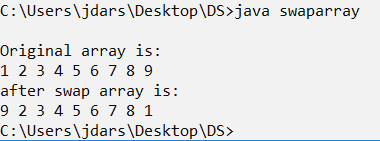 C:\Users\jdars\Desktop\DS>java swaparray
Original array is:
1 2 3 4 5 6 7 8 9
after swap array is:
9 2 3 4 5 6 7 8 1
C:\Users\jdars\Desktop\DS>